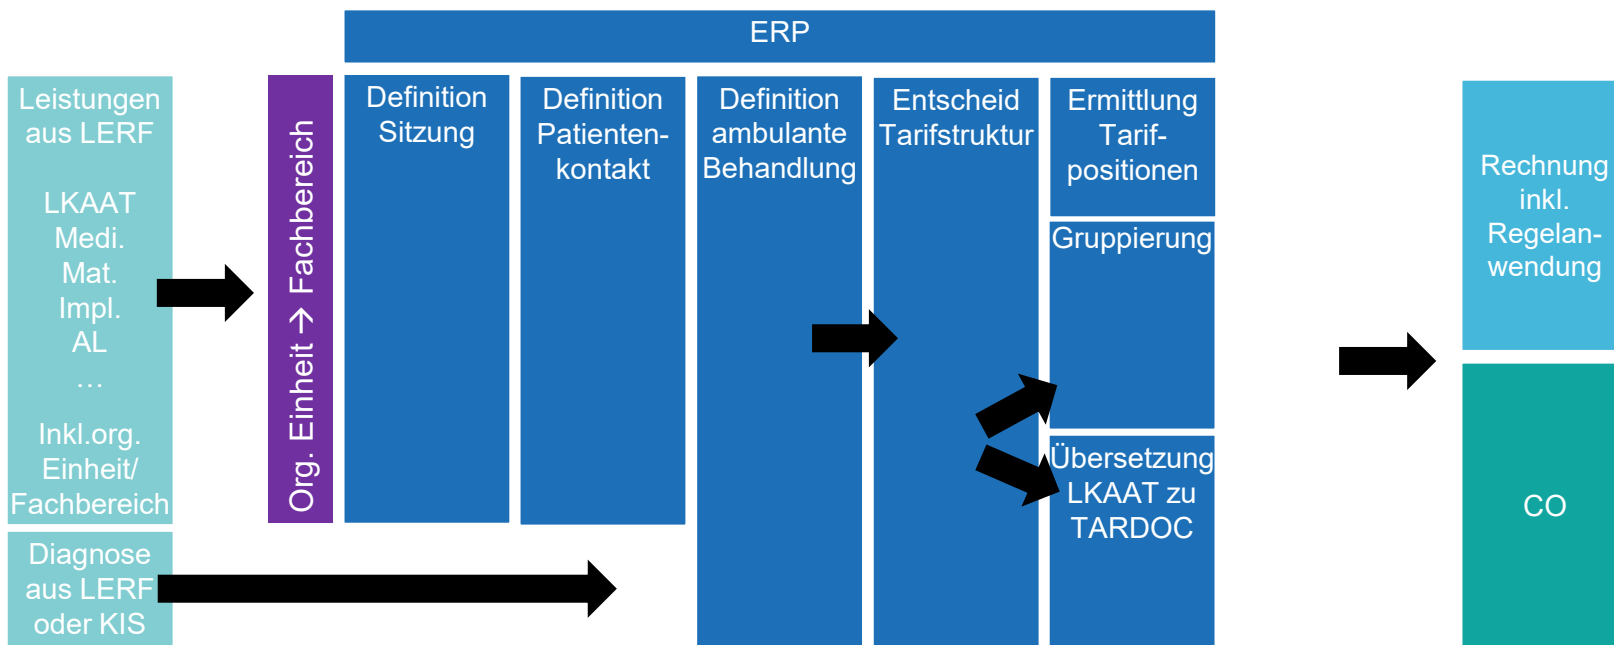 ERP
Leistungen
aus LERF
LKAAT
Medi.
Mat.
Impl.
AL
...
Inkl.org.
Einheit/
Fachbereich
Diagnose
aus LERF
oder KIS
Org. Einheit → Fachbereich
Definition
Sitzung
Definition
Patienten-
kontakt
Definition
ambulante
Behandlung
Entscheid
Tarifstruktur
Ermittlung
Tarif-
positionen
Gruppierung
Übersetzung
LKAAT zu
TARDOC
Rechnung
inkl.
Regelan-
wendung
CO